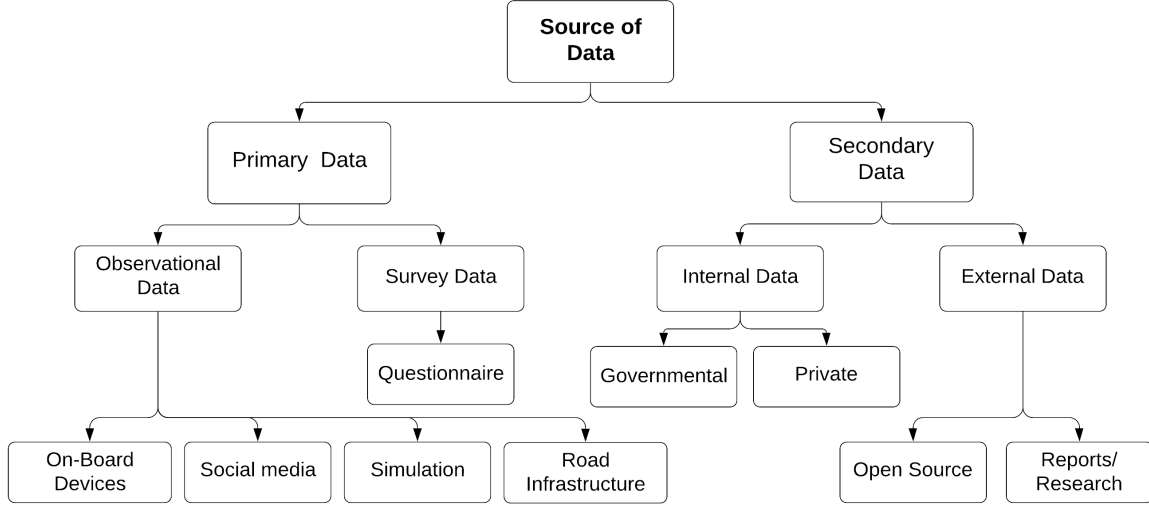 Source of
Data
Primary Data
Secondary
Data
Observational
Data
Survey Data
Internal Data
External Data
Questionnaire
Governmental
Private
On-Board
Devices
Social media
Simulation
Road
Infrastructure
Open Source
Reports/
Research